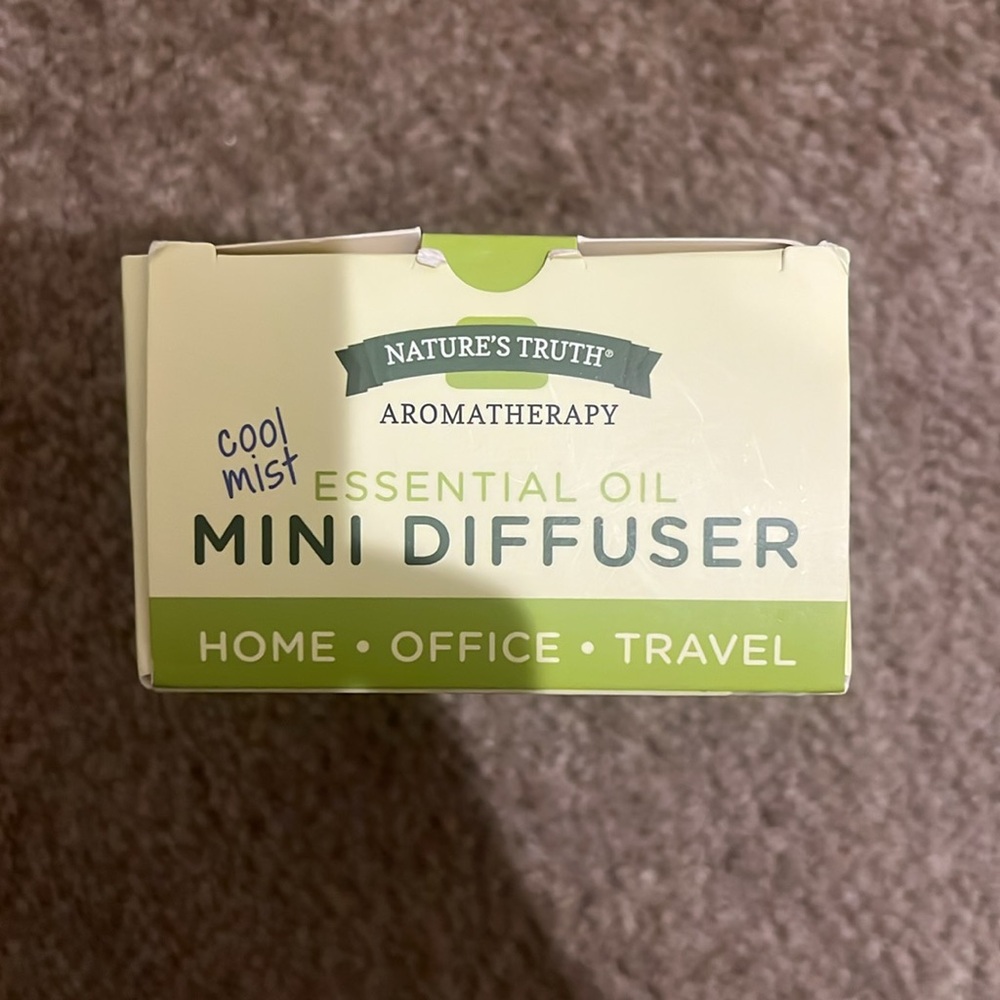 NATURE'S TRUTH®
AROMATHERAPY
cool
mist
ESSENTIAL OIL
MINI DIFFUSER
HOME • OFFICE • TRAVEL